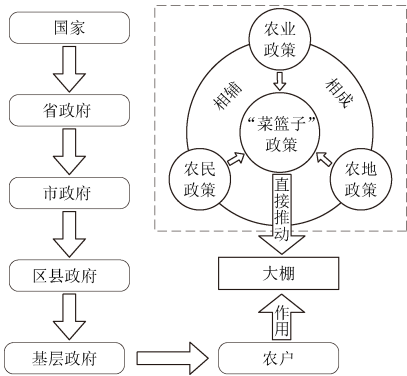 国家
省政府
市政府
区县政府
基层政府
农户
作用
大棚
农业
政策
相辅
相成
“菜篮子”
政策
农民
政策
农地
政策
直接推动